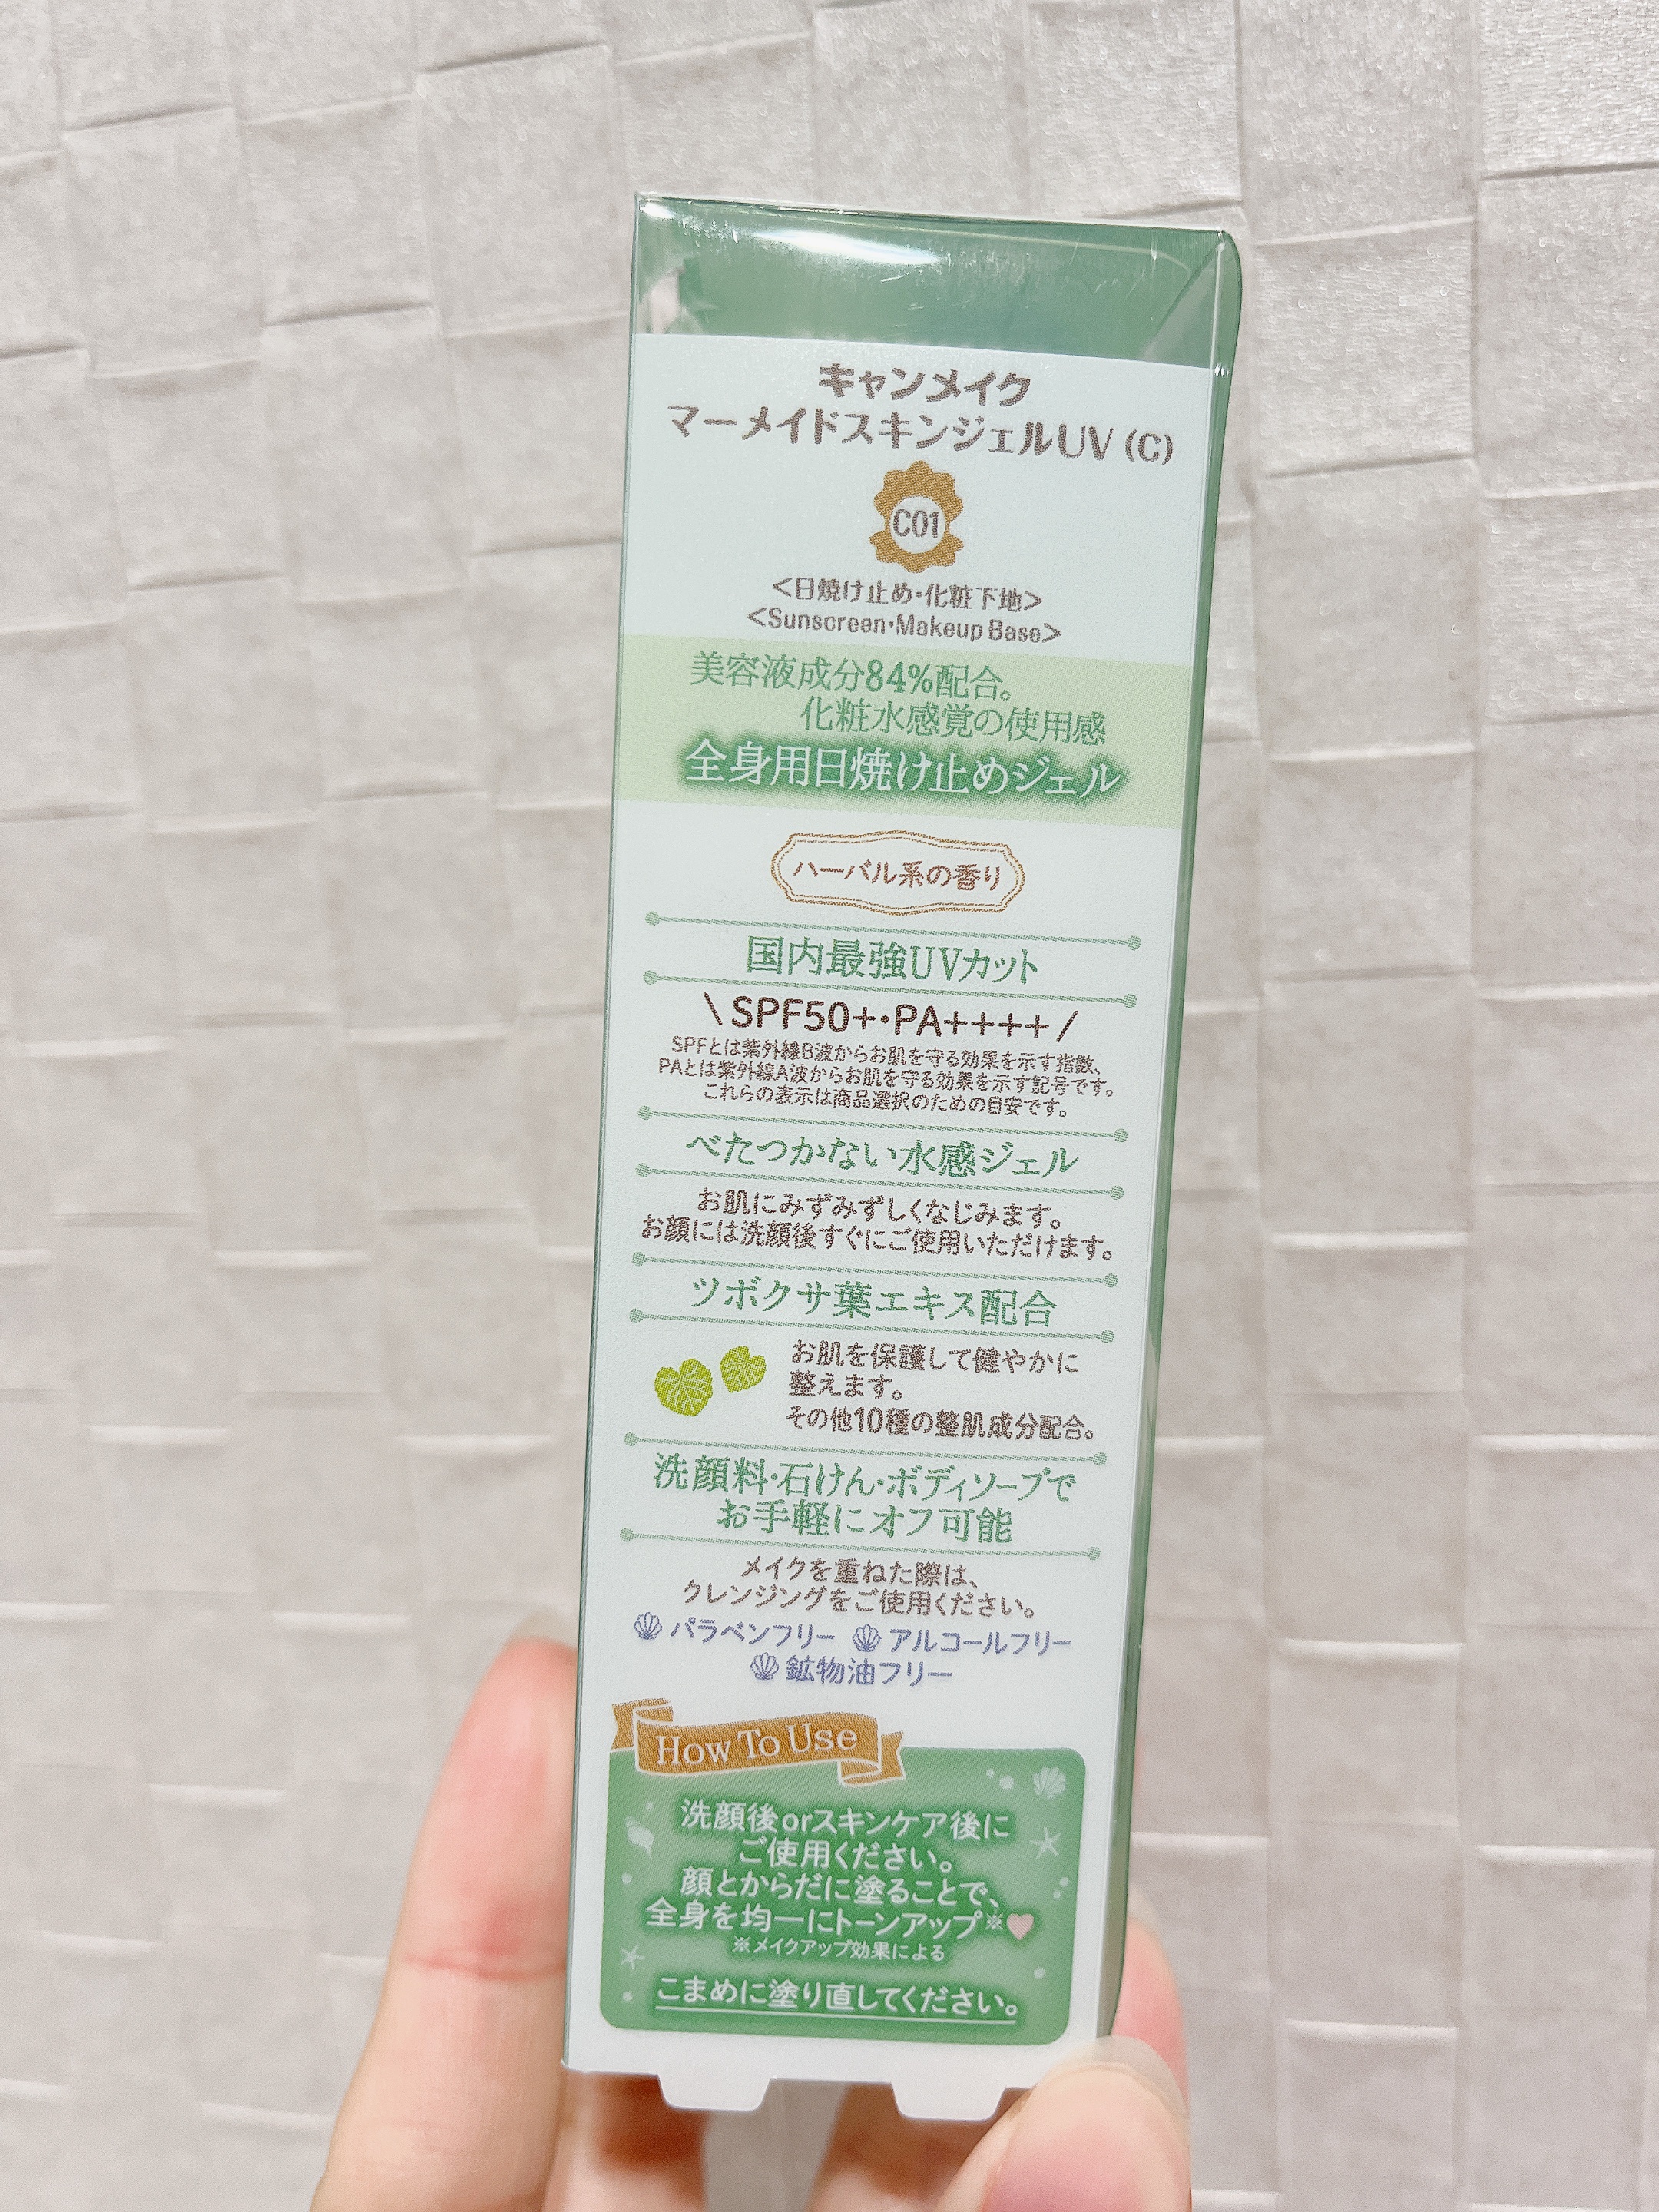 キャンメイク
マーメイドスキンジェルUV (C)
C01
<日焼け止め・化粧下地>
<Sunscreen・Makeup Base>
美容液成分84%配合。
化粧水感覚の使用感
全身用日焼け止めジェル
ハーバル系の香り
国内最強UVカット
\ SPF50+・PA++++ /
SPFとは紫外線B波からお肌を守る効果を示す指数、
PAとは紫外線A波からお肌を守る効果を示す記号です。
これらの表示は商品選択のための目安です。
べたつかない水感ジェル
お肌にみずみずしくなじみます。
お顔には洗顔後すぐにご使用いただけます。
ツボクサ葉エキス配合
お肌を保護して健やかに
整えます。
その他10種の整肌成分配合。
洗顔料・石けん・ボディソープで
お手軽にオフ可能
メイクを重ねた際は、
クレンジングをご使用ください。
パラベンフリー アルコールフリー
鉱物油フリー
How To Use
洗顔後orスキンケア後に
ご使用ください。
顔とからだに塗ることで、
全身を均一にトーンアップ※♥
※メイクアップ効果による
こまめに塗り直してください。